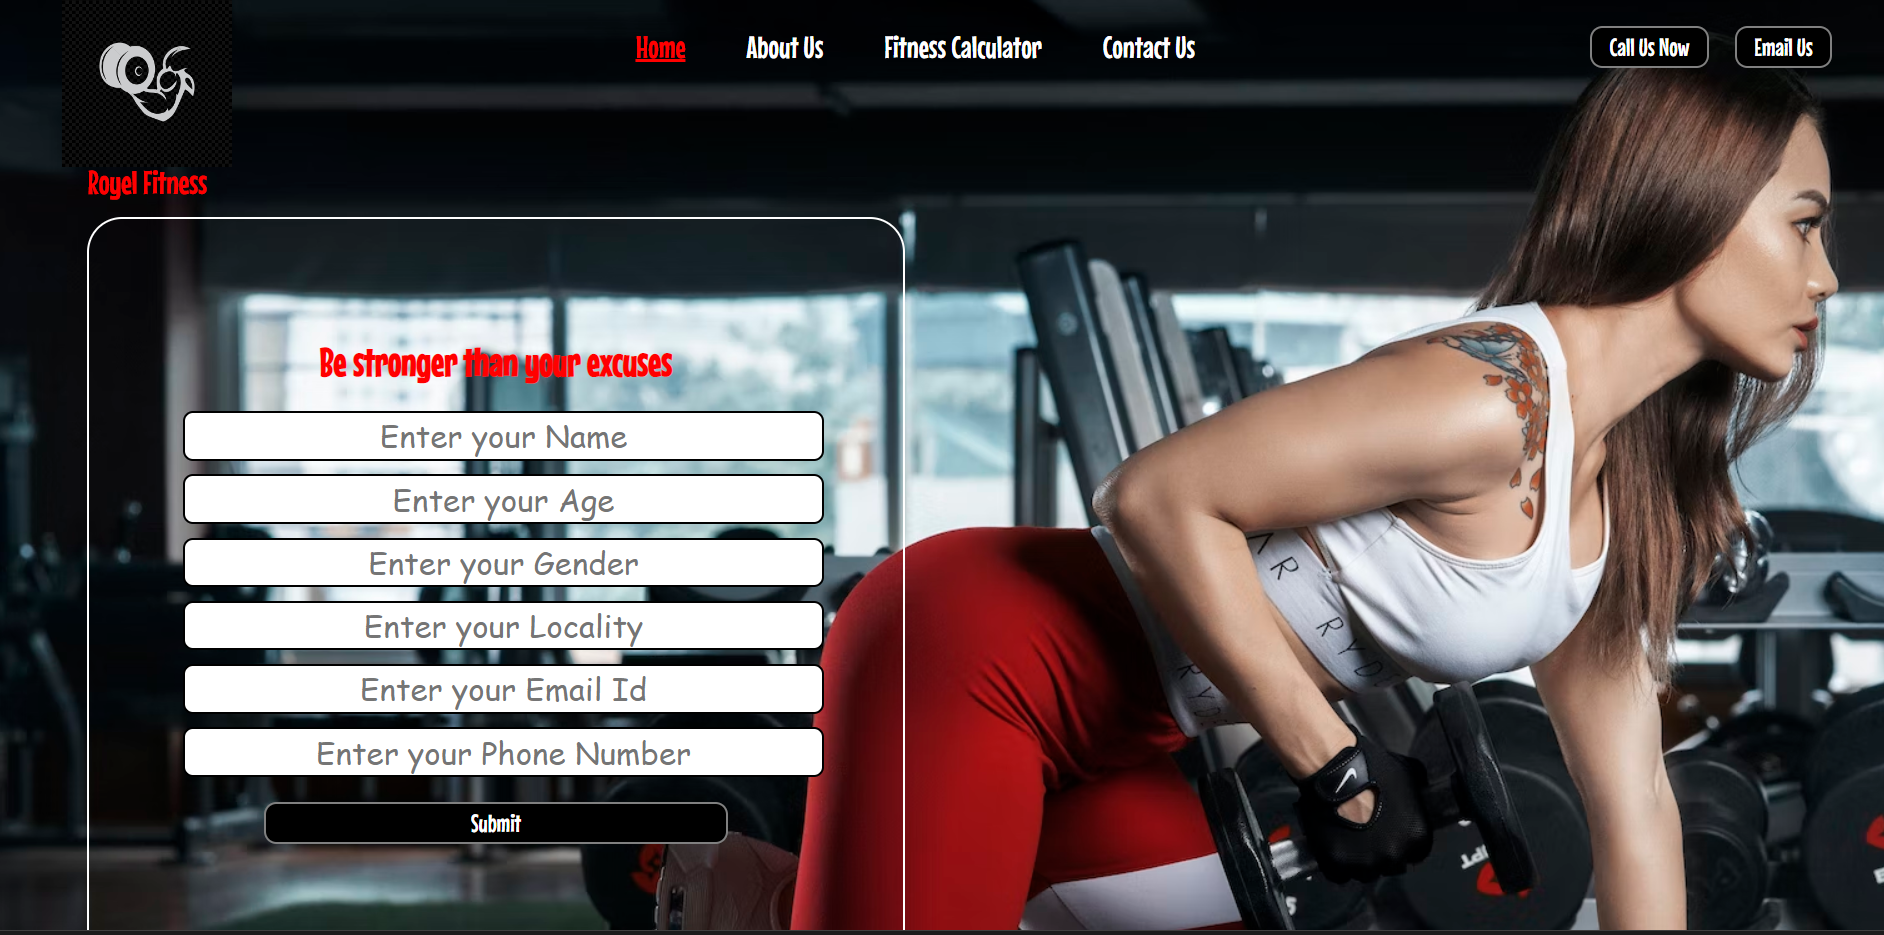 Home
About Us
Fitness Calculator
Contact Us
Call Us Now
Email Us
Royel Fitness
Be stronger than your excuses
Enter your Name
Enter your Age
Enter your Gender
Enter your Locality
Enter your Email Id
Enter your Phone Number
Submit